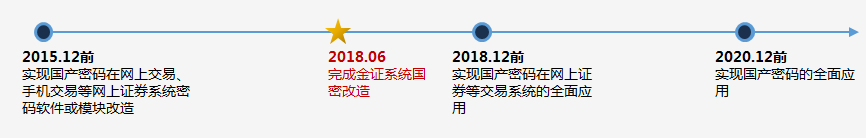 2015.12前
实现国产密码在网上交易、
手机交易等网上证券系统密
码软件或模块改造
2018.06
完成金证系统国
密改造
2018.12前
实现国产密码在网上证
券等交易系统的全面应
用
2020.12前
实现国产密码的全面应
用